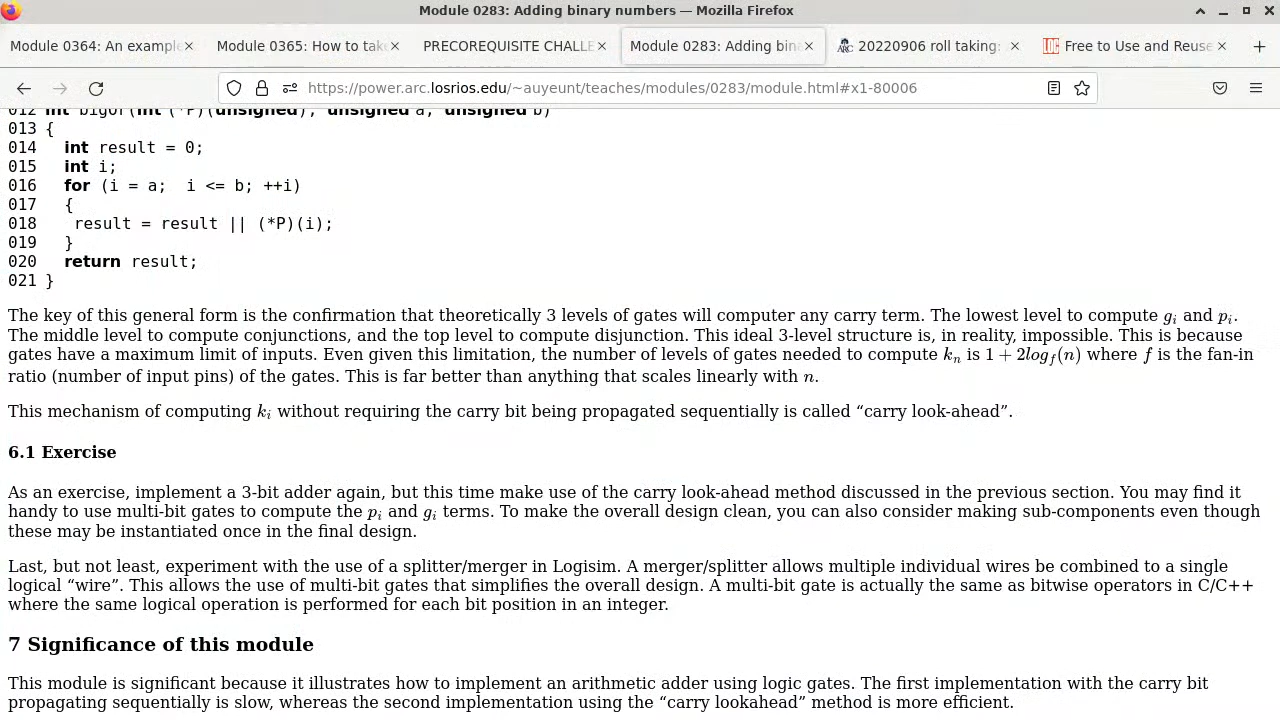 Module 0283: Adding binary numbers — Mozilla Firefox
Module 0364: An example
Module 0365: How to take
PRECOREQUISITE CHALLE
Module 0283: Adding bina
20220906 roll taking:
Free to Use and Reuse
https://power.arc.losrios.edu/~auyeunt/teaches/modules/0283/module.html#x1-80006
012 int bigor(int (*P)(unsigned), unsigned a, unsigned b)
013 {
014   int result = 0;
015   int i;
016   for (i = a;  i <= b; ++i)
017   {
018    result = result || (*P)(i);
019   }
020   return result;
021 }
The key of this general form is the confirmation that theoretically 3 levels of gates will computer any carry term. The lowest level to compute g_i and p_i.
The middle level to compute conjunctions, and the top level to compute disjunction. This ideal 3-level structure is, in reality, impossible. This is because
gates have a maximum limit of inputs. Even given this limitation, the number of levels of gates needed to compute k_n is 1 + 2log_f(n) where f is the fan-in
ratio (number of input pins) of the gates. This is far better than anything that scales linearly with n.
This mechanism of computing k_i without requiring the carry bit being propagated sequentially is called “carry look-ahead”.
6.1 Exercise
As an exercise, implement a 3-bit adder again, but this time make use of the carry look-ahead method discussed in the previous section. You may find it
handy to use multi-bit gates to compute the p_i and g_i terms. To make the overall design clean, you can also consider making sub-components even though
these may be instantiated once in the final design.
Last, but not least, experiment with the use of a splitter/merger in Logisim. A merger/splitter allows multiple individual wires be combined to a single
logical “wire”. This allows the use of multi-bit gates that simplifies the overall design. A multi-bit gate is actually the same as bitwise operators in C/C++
where the same logical operation is performed for each bit position in an integer.
7 Significance of this module
This module is significant because it illustrates how to implement an arithmetic adder using logic gates. The first implementation with the carry bit
propagating sequentially is slow, whereas the second implementation using the “carry lookahead” method is more efficient.